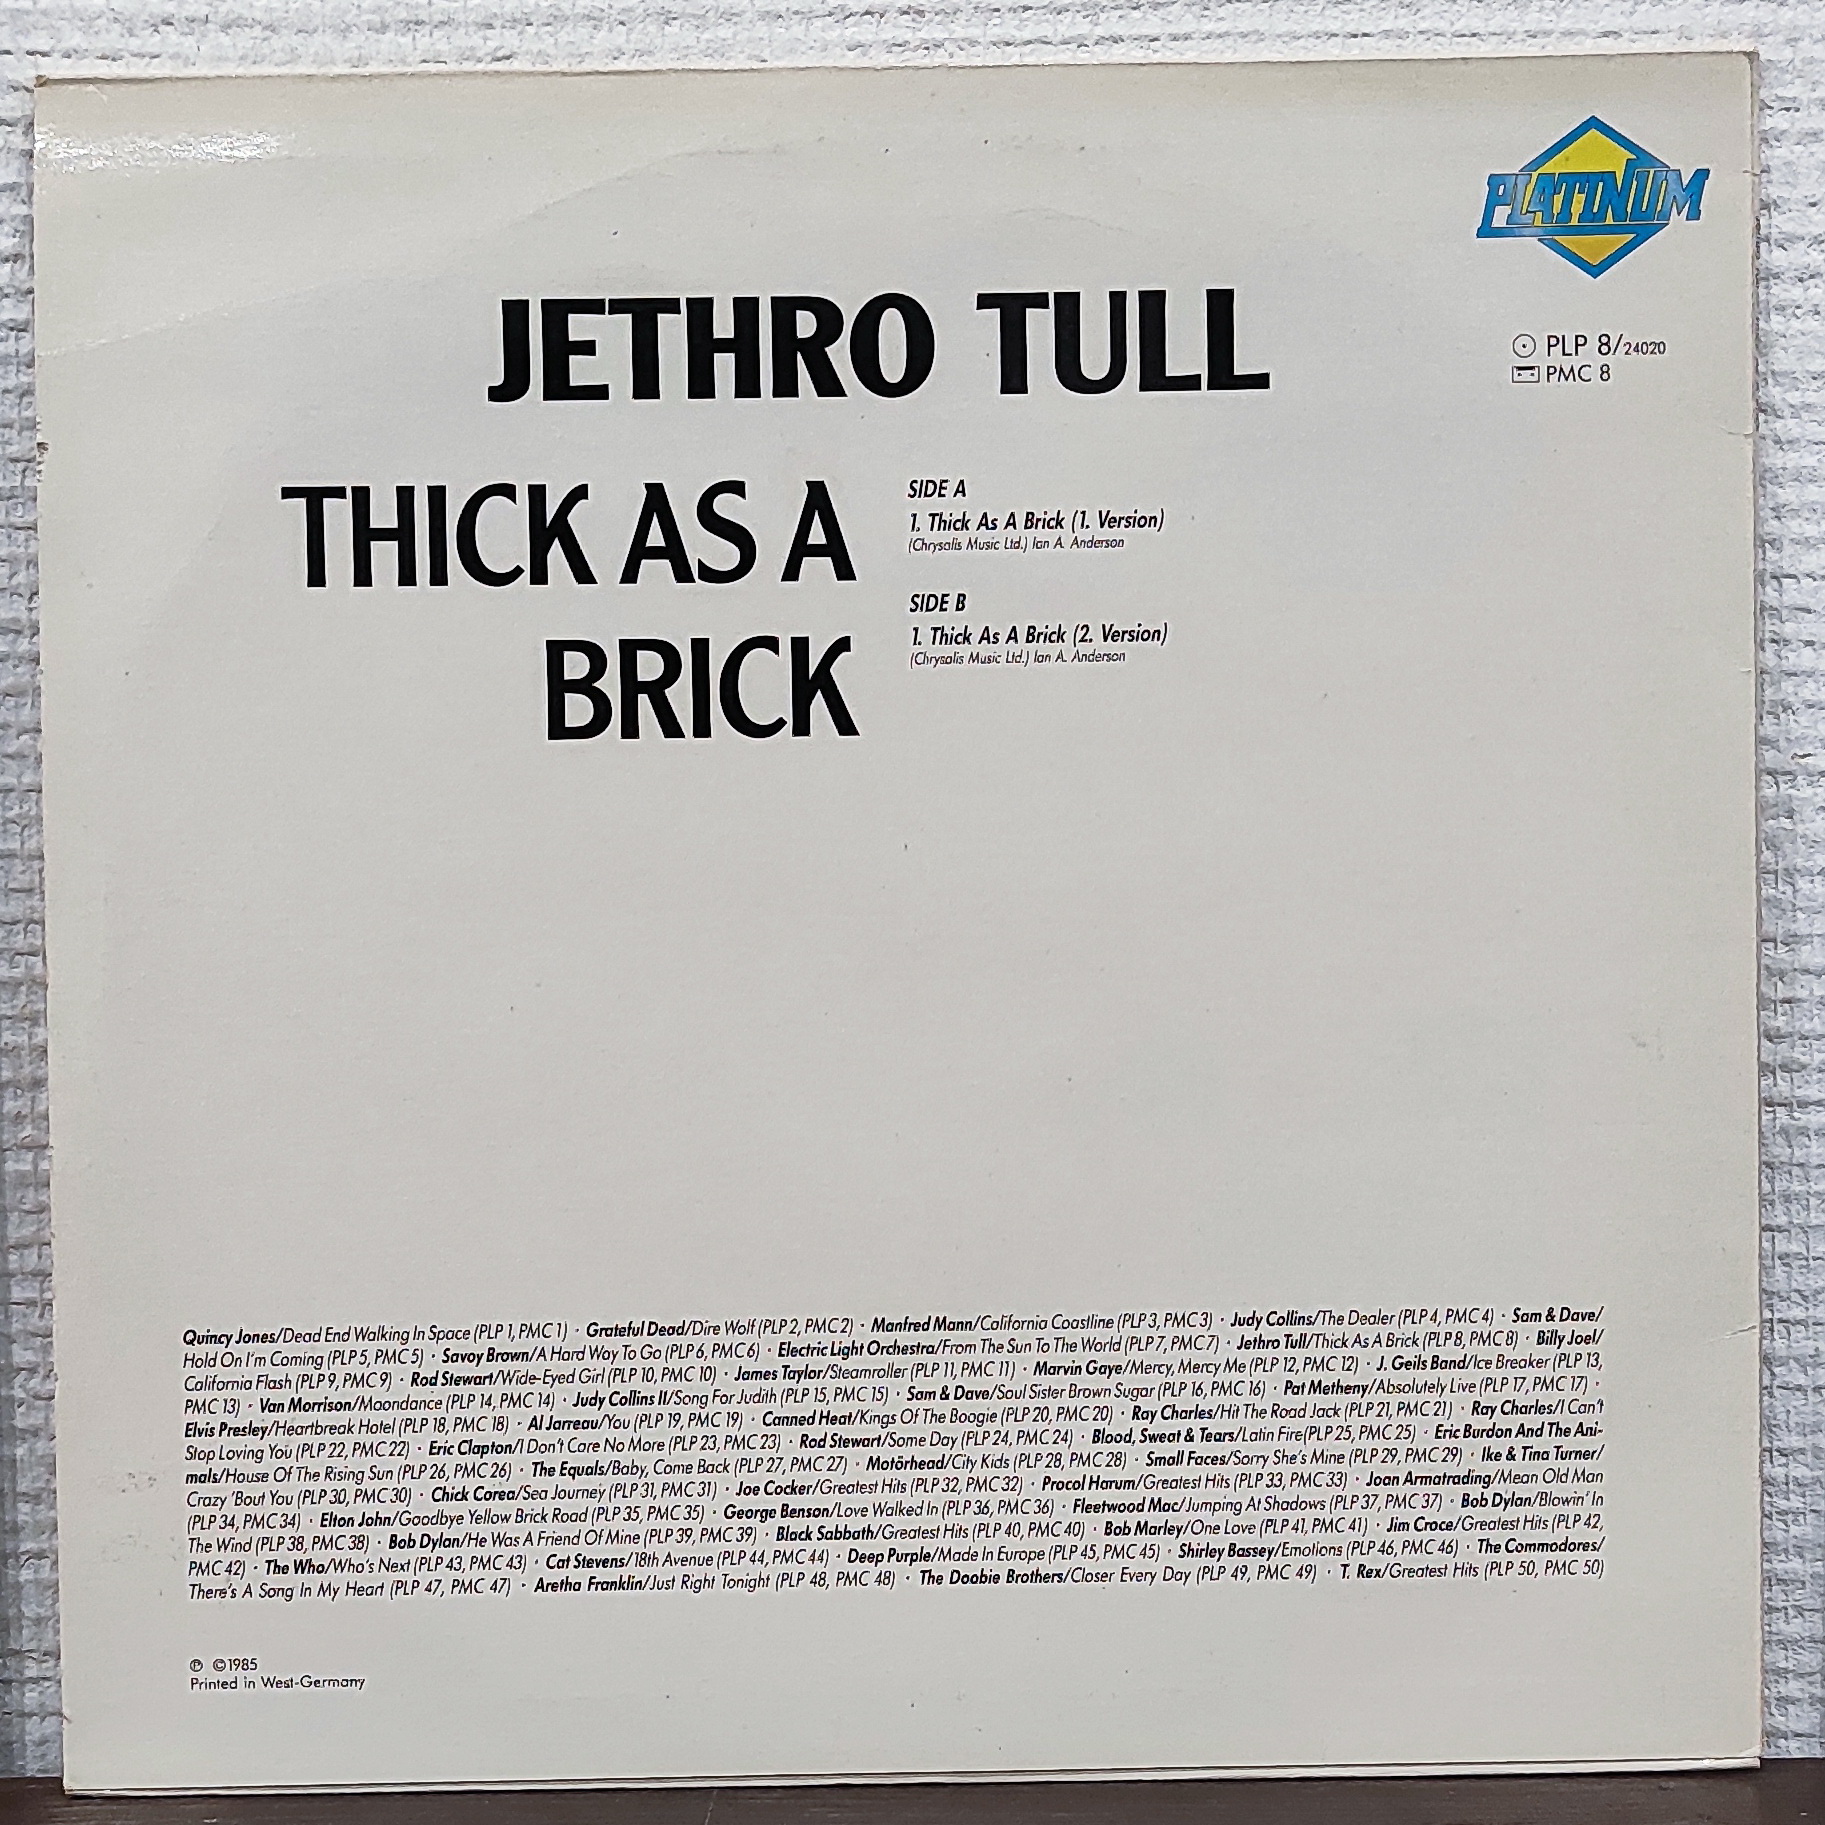 PLATINUM
JETHRO TULL
PLP 8/24020
PMC 8
THICK AS A
BRICK
SIDE A
1. Thick As A Brick (1. Version)
(Chrysalis Music Ltd.) Ian A. Anderson
SIDE B
1. Thick As A Brick (2. Version)
(Chrysalis Music Ltd.) Ian A. Anderson
Quincy Jones/Dead End Walking In Space (PLP 1, PMC 1) · Grateful Dead/Dire Wolf (PLP 2, PMC 2) · Manfred Mann/California Coastline (PLP 3, PMC 3) · Judy Collins/The Dealer (PLP 4, PMC 4) · Sam & Dave/
Hold On I'm Coming (PLP 5, PMC 5) · Savoy Brown/A Hard Way To Go (PLP 6, PMC 6) · Electric Light Orchestra/From The Sun To The World (PLP 7, PMC 7) · Jethro Tull/Thick As A Brick (PLP 8, PMC 8) · Billy Joel/
California Flash (PLP 9, PMC 9) · Rod Stewart/Wide-Eyed Girl (PLP 10, PMC 10) · James Taylor/Steamroller (PLP 11, PMC 11) · Marvin Gaye/Mercy, Mercy Me (PLP 12, PMC 12) · J. Geils Band/Ice Breaker (PLP 13,
PMC 13) · Van Morrison/Moondance (PLP 14, PMC 14) · Judy Collins II/Song For Judith (PLP 15, PMC 15) · Sam & Dave/Soul Sister Brown Sugar (PLP 16, PMC 16) · Pat Metheny/Absolutely Live (PLP 17, PMC 17) ·
Elvis Presley/Heartbreak Hotel (PLP 18, PMC 18) · Al Jarreau/You (PLP 19, PMC 19) · Canned Heat/Kings Of The Boogie (PLP 20, PMC 20) · Ray Charles/Hit The Road Jack (PLP 21, PMC 21) · Ray Charles/I Can't
Stop Loving You (PLP 22, PMC 22) · Eric Clapton/I Don't Care No More (PLP 23, PMC 23) · Rod Stewart/Some Day (PLP 24, PMC 24) · Blood, Sweat & Tears/Latin Fire(PLP 25, PMC 25) · Eric Burdon And The Ani-
mals/House Of The Rising Sun (PLP 26, PMC 26) · The Equals/Baby, Come Back (PLP 27, PMC 27) · Motörhead/City Kids (PLP 28, PMC 28) · Small Faces/Sorry She's Mine (PLP 29, PMC 29) · Ike & Tina Turner/
Crazy 'Bout You (PLP 30, PMC 30) · Chick Corea/Sea Journey (PLP 31, PMC 31) · Joe Cocker/Greatest Hits (PLP 32, PMC 32) · Procol Harum/Greatest Hits (PLP 33, PMC 33) · Joan Armatrading/Mean Old Man
(PLP 34, PMC 34) · Elton John/Goodbye Yellow Brick Road (PLP 35, PMC 35) · George Benson/Love Walked In (PLP 36, PMC 36) · Fleetwood Mac/Jumping At Shadows (PLP 37, PMC 37) · Bob Dylan/Blowin' In
The Wind (PLP 38, PMC 38) · Bob Dylan/He Was A Friend Of Mine (PLP 39, PMC 39) · Black Sabbath/Greatest Hits (PLP 40, PMC 40) · Bob Marley/One Love (PLP 41, PMC 41) · Jim Croce/Greatest Hits (PLP 42,
PMC 42) · The Who/Who's Next (PLP 43, PMC 43) · Cat Stevens/18th Avenue (PLP 44, PMC 44) · Deep Purple/Made In Europe (PLP 45, PMC 45) · Shirley Bassey/Emotions (PLP 46, PMC 46) · The Commodores/
There's A Song In My Heart (PLP 47, PMC 47) · Aretha Franklin/Just Right Tonight (PLP 48, PMC 48) · The Doobie Brothers/Closer Every Day (PLP 49, PMC 49) · T. Rex/Greatest Hits (PLP 50, PMC 50)
℗ ©1985
Printed in West-Germany